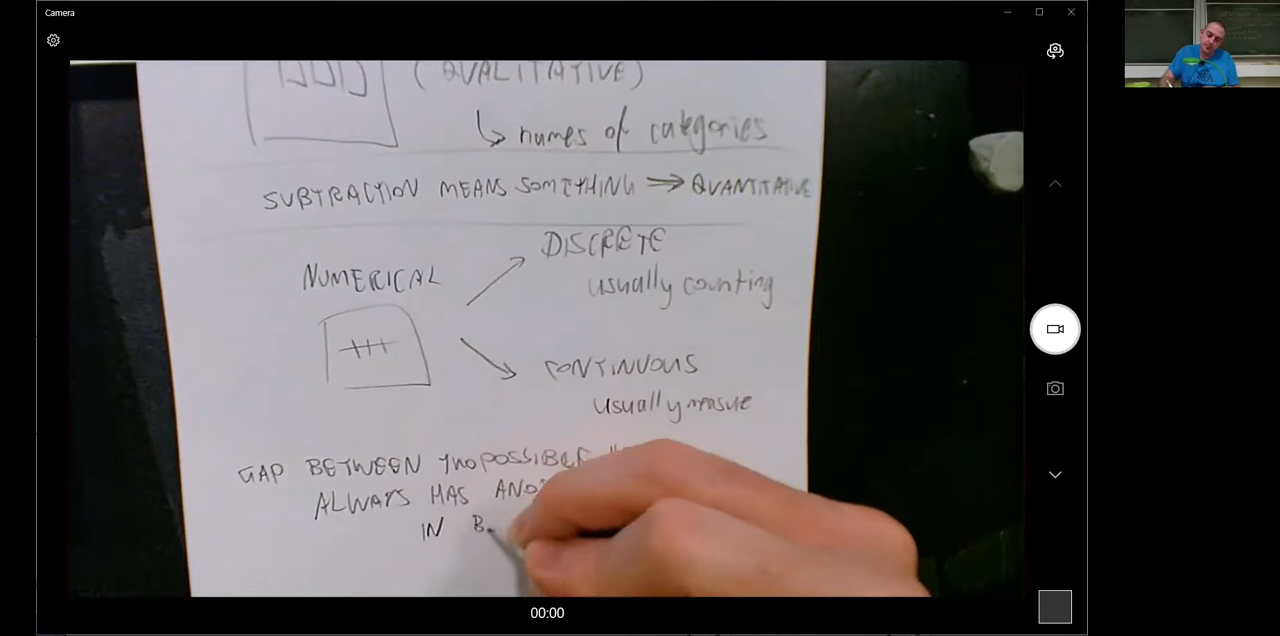 Camera
(QUALITATIVE)
↳ names of categories
SUBTRACTION MEANS SOMETHING ⇒ QUANTITATIVE
NUMERICAL
DISCRETE
usually counting
CONTINUOUS
usually measure
GAP BETWEEN TWO POSSIBLE
ALWAYS HAS
IN B
00:00